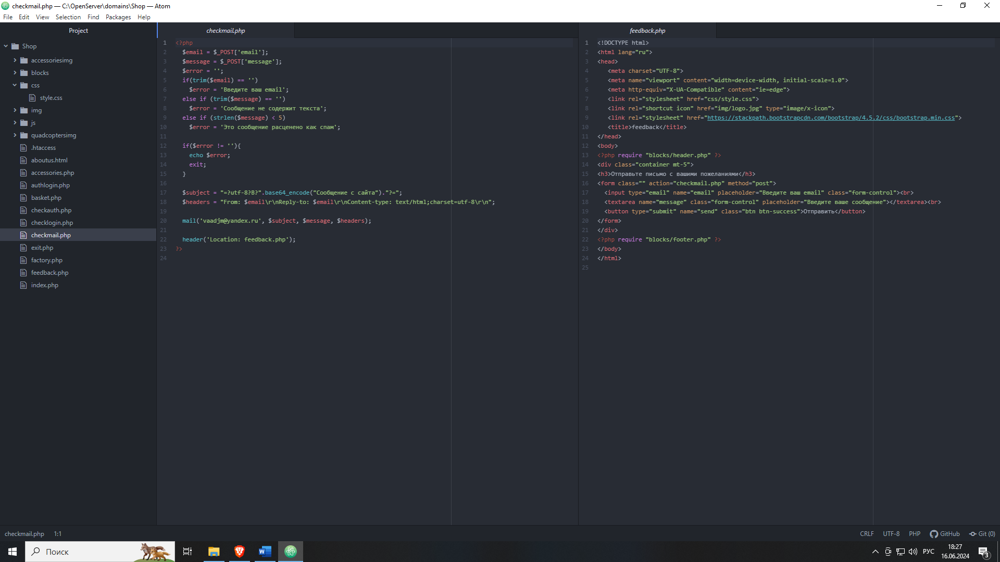 checkmail.php — C:\OpenServer\domains\Shop — Atom
File Edit View Selection Find Packages Help
Project
Shop
accessoriesimg
blocks
css
style.css
img
js
quadcoptersimg
.htaccess
aboutus.html
accessories.php
authlogin.php
basket.php
checkauth.php
checklogin.php
checkmail.php
exit.php
factory.php
feedback.php
index.php
checkmail.php
1 <?php
2 $email = $_POST['email'];
3 $message = $_POST['message'];
4 $error = '';
5 if(trim($email) == '')
6 $error = 'Введите ваш email';
7 else if (trim($message) == '')
8 $error = 'Сообщение не содержит текста';
9 else if (strlen($message) < 5)
10 $error = 'Это сообщение расценено как спам';
11
12 if($error != ''){
13 echo $error;
14 exit;
15 }
16
17 $subject = "=?utf-8?B?".base64_encode("Сообщение с сайта")."?=";
18 $headers = "From: $email\r\nReply-to: $email\r\nContent-type: text/html;charset=utf-8\r\n";
19
20 mail('vaadjm@yandex.ru', $subject, $message, $headers);
21
22 header('Location: feedback.php');
23 ?>
24
feedback.php
1 <!DOCTYPE html>
2 <html lang="ru">
3 <head>
4 <meta charset="UTF-8">
5 <meta name="viewport" content="width=device-width, initial-scale=1.0">
6 <meta http-equiv="X-UA-Compatible" content="ie=edge">
7 <link rel="stylesheet" href="css/style.css">
8 <link rel="shortcut icon" href="img/logo.jpg" type="image/x-icon">
9 <link rel="stylesheet" href="https://stackpath.bootstrapcdn.com/bootstrap/4.5.2/css/bootstrap.min.css">
10 <title>feedback</title>
11 </head>
12 <body>
13 <?php require "blocks/header.php" ?>
14 <div class="container mt-5">
15 <h3>Отправьте письмо с вашими пожеланиями</h3>
16 <form class="" action="checkmail.php" method="post">
17 <input type="email" name="email" placeholder="Введите ваш email" class="form-control"><br>
18 <textarea name="message" class="form-control" placeholder="Введите ваше сообщение"></textarea><br>
19 <button type="submit" name="send" class="btn btn-success">Отправить</button>
20 </form>
21 </div>
22 <?php require "blocks/footer.php" ?>
23 </body>
24 </html>
25
checkmail.php 1:1 CRLF UTF-8 PHP GitHub Git (0)
Поиск РУС 18:27
16.06.2024 3